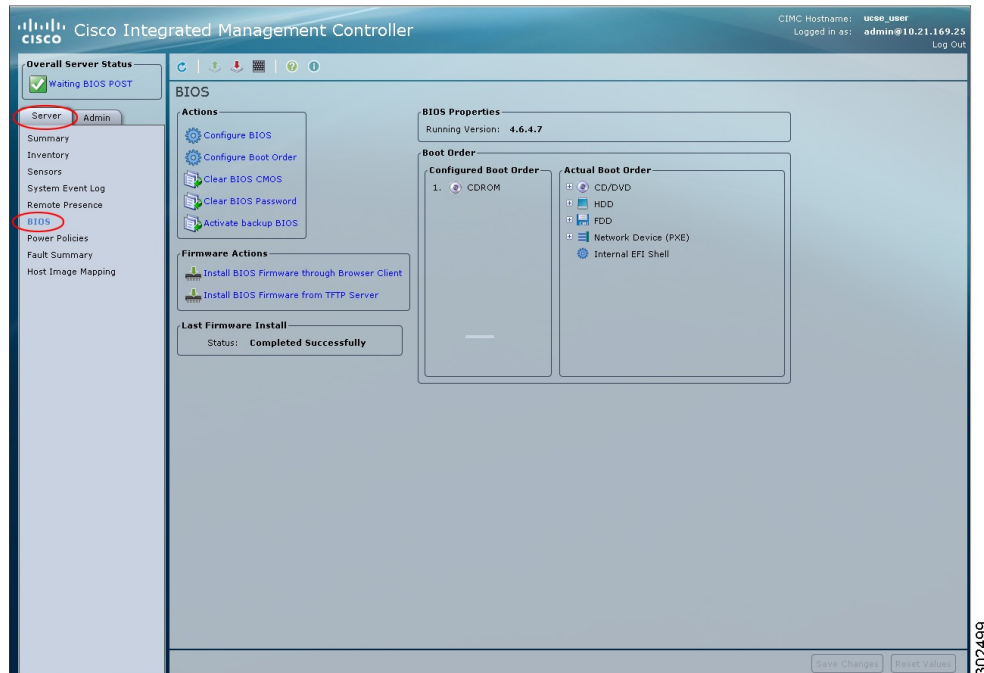 CISCO
Cisco Integrated Management Controller
CIMC Hostname: ucse_user
Logged in as: admin@10.21.169.25
Log Out
Overall Server Status
Waiting BIOS POST
Server Admin
Summary
Inventory
Sensors
System Event Log
Remote Presence
BIOS
Power Policies
Fault Summary
Host Image Mapping
BIOS
Actions
Configure BIOS
Configure Boot Order
Clear BIOS CMOS
Clear BIOS Password
Activate backup BIOS
Firmware Actions
Install BIOS Firmware through Browser Client
Install BIOS Firmware from TFTP Server
Last Firmware Install
Status: Completed Successfully
BIOS Properties
Running Version: 4.6.4.7
Boot Order
Configured Boot Order
1. CDROM
Actual Boot Order
CD/DVD
HDD
FDD
Network Device (PXE)
Internal EFI Shell
Save Changes Reset Values
302499